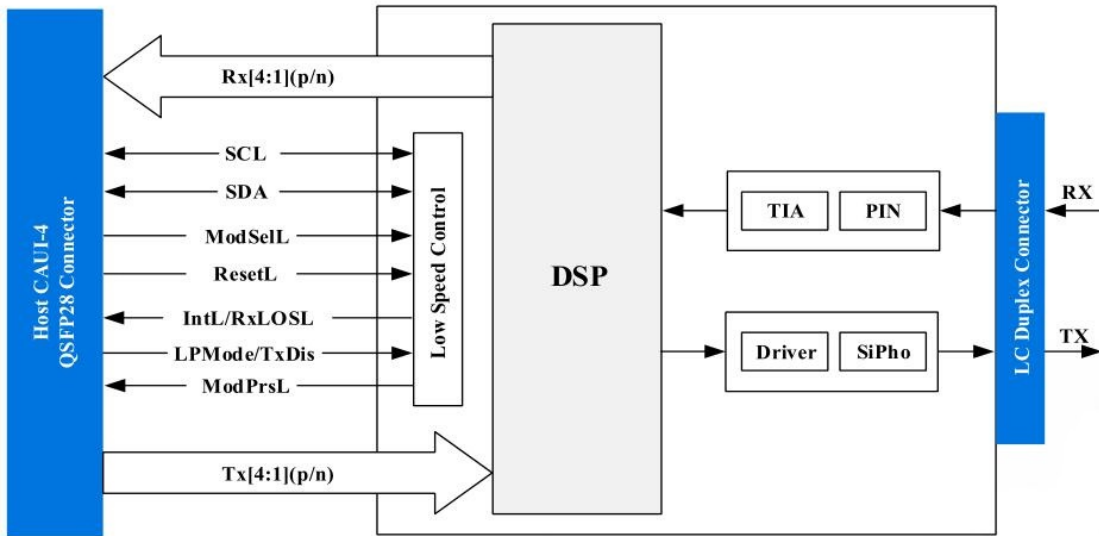 Host CAUI-4
QSFP28 Connector
Rx[4:1](p/n)
SCL
SDA
ModSelL
ResetL
IntL/RxLOSL
LPMode/TxDis
ModPrsL
Tx[4:1](p/n)
Low Speed Control
DSP
TIA
PIN
Driver
SiPho
LC Duplex Connector
RX
TX